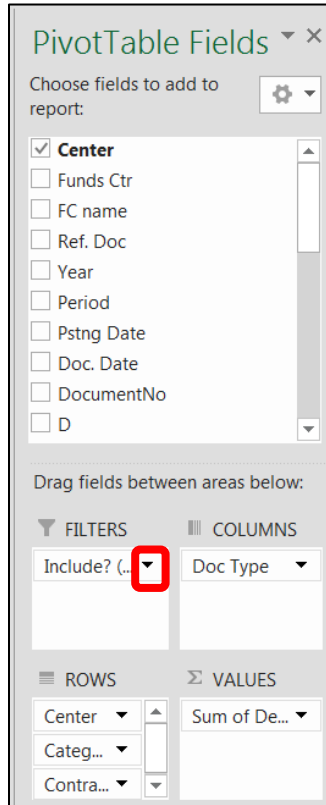 PivotTable Fields
Choose fields to add to
report:
Center
Funds Ctr
FC name
Ref. Doc
Year
Period
Pstng Date
Doc. Date
DocumentNo
D
Drag fields between areas below:
FILTERS
COLUMNS
Include? (...
Doc Type
ROWS
Σ VALUES
Center
Sum of De...
Categ...
Contra...